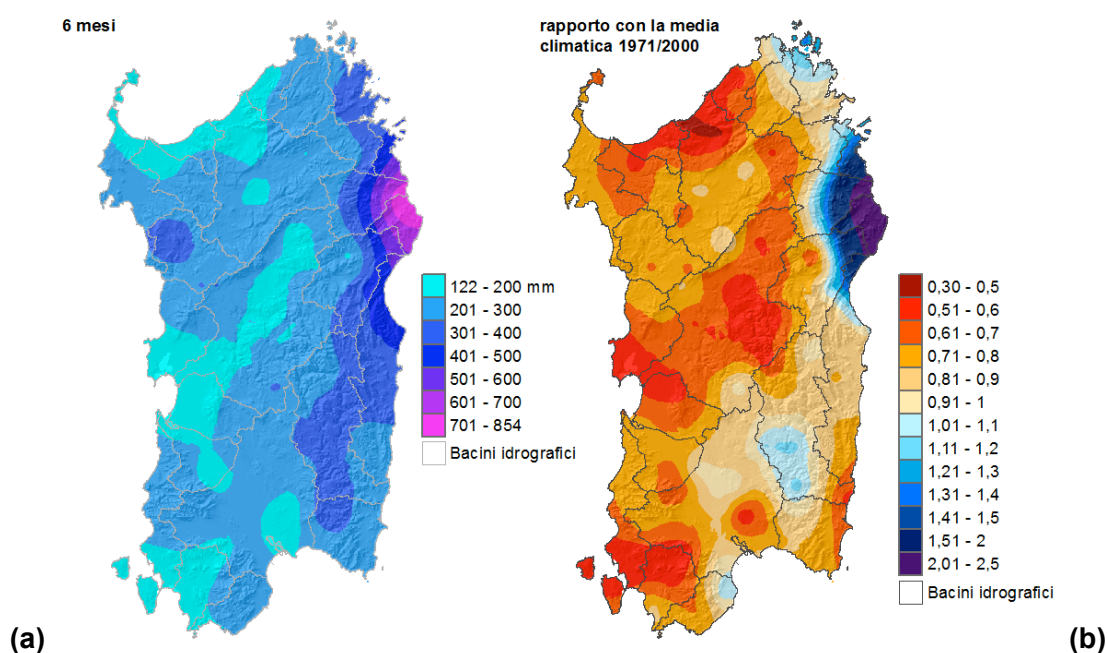 6 mesi
122 - 200 mm
201 - 300
301 - 400
401 - 500
501 - 600
601 - 700
701 - 854
Bacini idrografici
(a)
rapporto con la media
climatica 1971/2000
0,30 - 0,5
0,51 - 0,6
0,61 - 0,7
0,71 - 0,8
0,81 - 0,9
0,91 - 1
1,01 - 1,1
1,11 - 1,2
1,21 - 1,3
1,31 - 1,4
1,41 - 1,5
1,51 - 2
2,01 - 2,5
Bacini idrografici
(b)